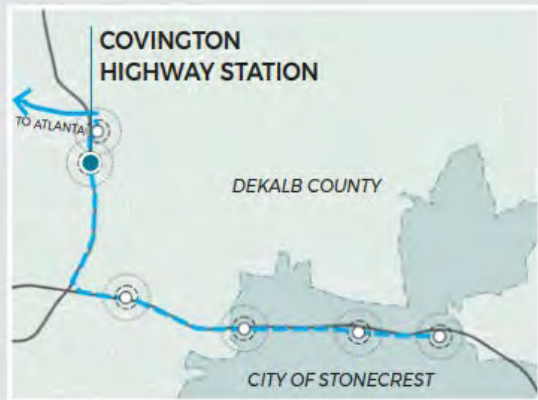 COVINGTON
HIGHWAY STATION
TO ATLANTA
DEKALB COUNTY
CITY OF STONECREST